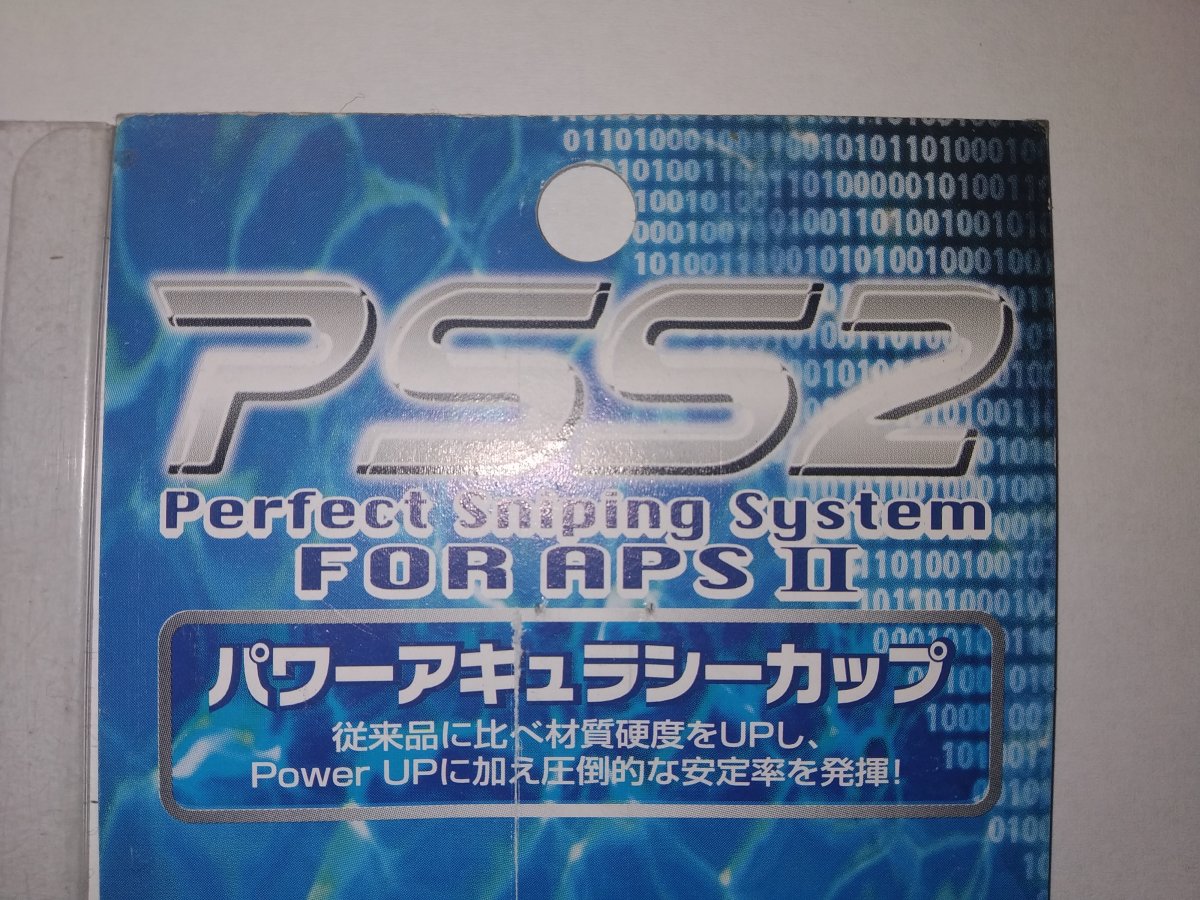 PSS2
Perfect Sniping System
FOR APS II
パワーアキュラシーカップ
従来品に比べ材質硬度をUPし、
Power UPに加え圧倒的な安定率を発揮!